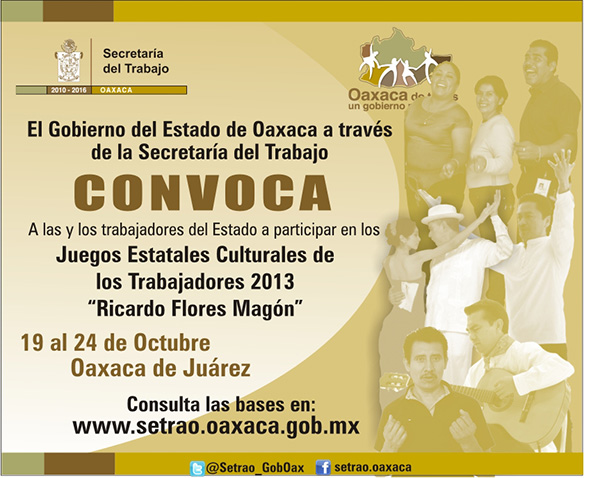 Secretaría
del Trabajo
2010 - 2016 OAXACA
Oaxaca de
un gobierno
El Gobierno del Estado de Oaxaca a través
de la Secretaría del Trabajo
CONVOCA
A las y los trabajadores del Estado a participar en los
Juegos Estatales Culturales de
los Trabajadores 2013
“Ricardo Flores Magón”
19 al 24 de Octubre
Oaxaca de Juárez
Consulta las bases en:
www.setrao.oaxaca.gob.mx
@Setrao_GobOax setrao.oaxaca